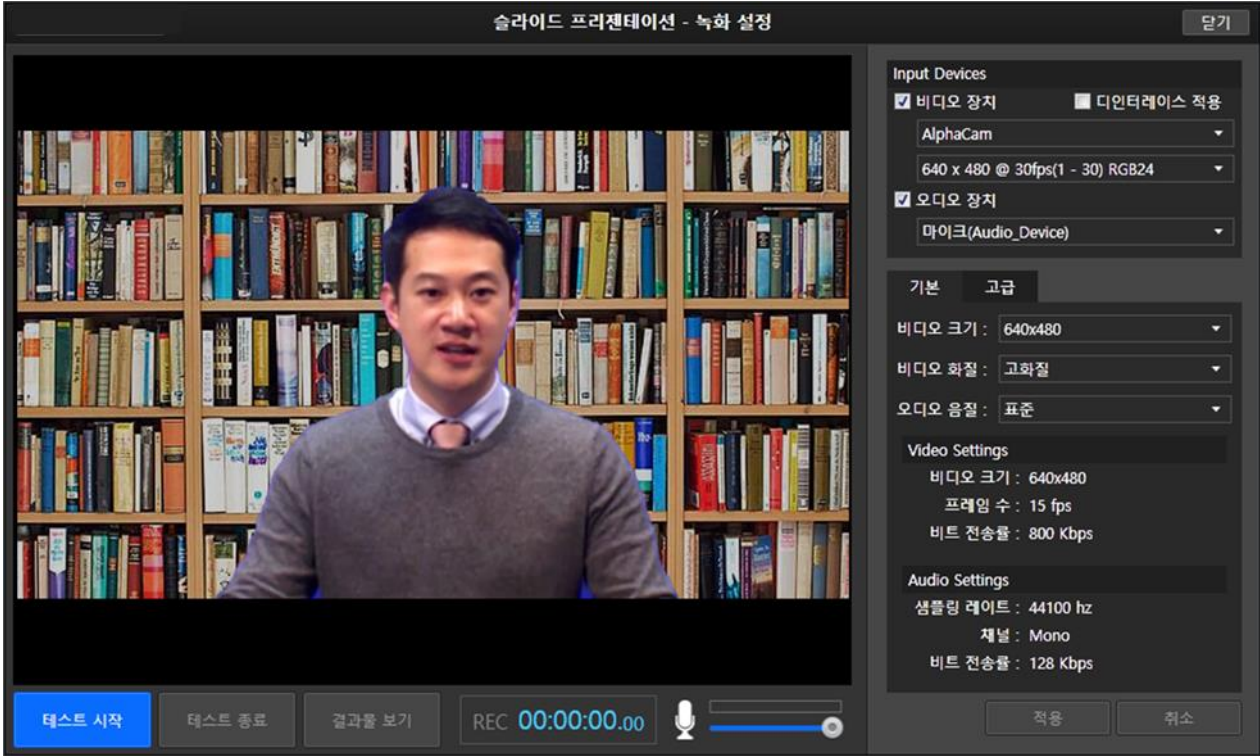 슬라이드 프리젠테이션 - 녹화 설정
닫기
Input Devices
비디오 장치
디인터레이스 적용
AlphaCam
640 x 480 @ 30fps(1 - 30) RGB24
오디오 장치
마이크(Audio_Device)
기본
고급
비디오 크기 : 640x480
비디오 화질 : 고화질
오디오 음질 : 표준
Video Settings
비디오 크기 : 640x480
프레임 수 : 15 fps
비트 전송률 : 800 Kbps
Audio Settings
샘플링 레이트 : 44100 hz
채널 : Mono
비트 전송률 : 128 Kbps
테스트 시작
테스트 종료
결과물 보기
REC 00:00:00.00
적용
취소